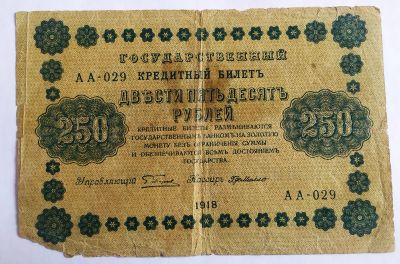 ГОСУДАРСТВЕННЫЙ
АА-029 КРЕДИТНЫЙ БИЛЕТЪ
ДВѢСТИ ПЯТЬДЕСЯТЪ
РУБЛЕЙ
250 250
КРЕДИТНЫЕ БИЛЕТЫ РАЗМѢНИВАЮТСЯ
ГОСУДАРСТВЕННЫМЪ БАНКОМЪ НА ЗОЛОТУЮ
МОНЕТУ БЕЗЪ ОГРАНИЧЕНІЯ СУММЫ
И ОБЕЗПЕЧИВАЮТСЯ ВСѢМЪ ДОСТОЯНІЕМЪ
ГОСУДАРСТВА.
Управляющій Кассиръ
АА-029
1918